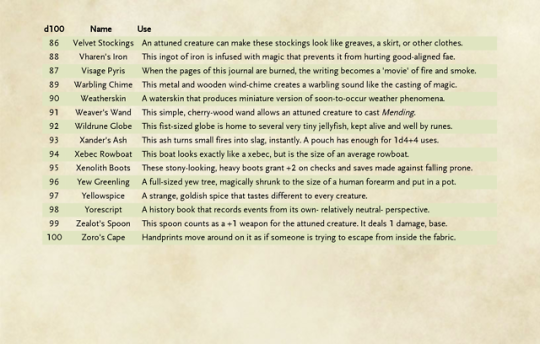 d100 Name Use
86 Velvet Stockings An attuned creature can make these stockings look like greaves, a skirt, or other clothes.
88 Vharen's Iron This ingot of iron is infused with magic that prevents it from hurting good-aligned fae.
87 Visage Pyris When the pages of this journal are burned, the writing becomes a 'movie' of fire and smoke.
89 Warbling Chime This metal and wooden wind-chime creates a warbling sound like the casting of magic.
90 Weatherskin A waterskin that produces miniature version of soon-to-occur weather phenomena.
91 Weaver's Wand This simple, cherry-wood wand allows an attuned creature to cast Mending.
92 Wildrune Globe This fist-sized globe is home to several very tiny jellyfish, kept alive and well by runes.
93 Xander's Ash This ash turns small fires into slag, instantly. A pouch has enough for 1d4+4 uses.
94 Xebec Rowboat This boat looks exactly like a xebec, but is the size of an average rowboat.
95 Xenolith Boots These stony-looking, heavy boots grant +2 on checks and saves made against falling prone.
96 Yew Greenling A full-sized yew tree, magically shrunk to the size of a human forearm and put in a pot.
97 Yellowspice A strange, goldish spice that tastes different to every creature.
98 Yorescript A history book that records events from its own- relatively neutral- perspective.
99 Zealot's Spoon This spoon counts as a +1 weapon for the attuned creature. It deals 1 damage, base.
100 Zoro's Cape Handprints move around on it as if someone is trying to escape from inside the fabric.